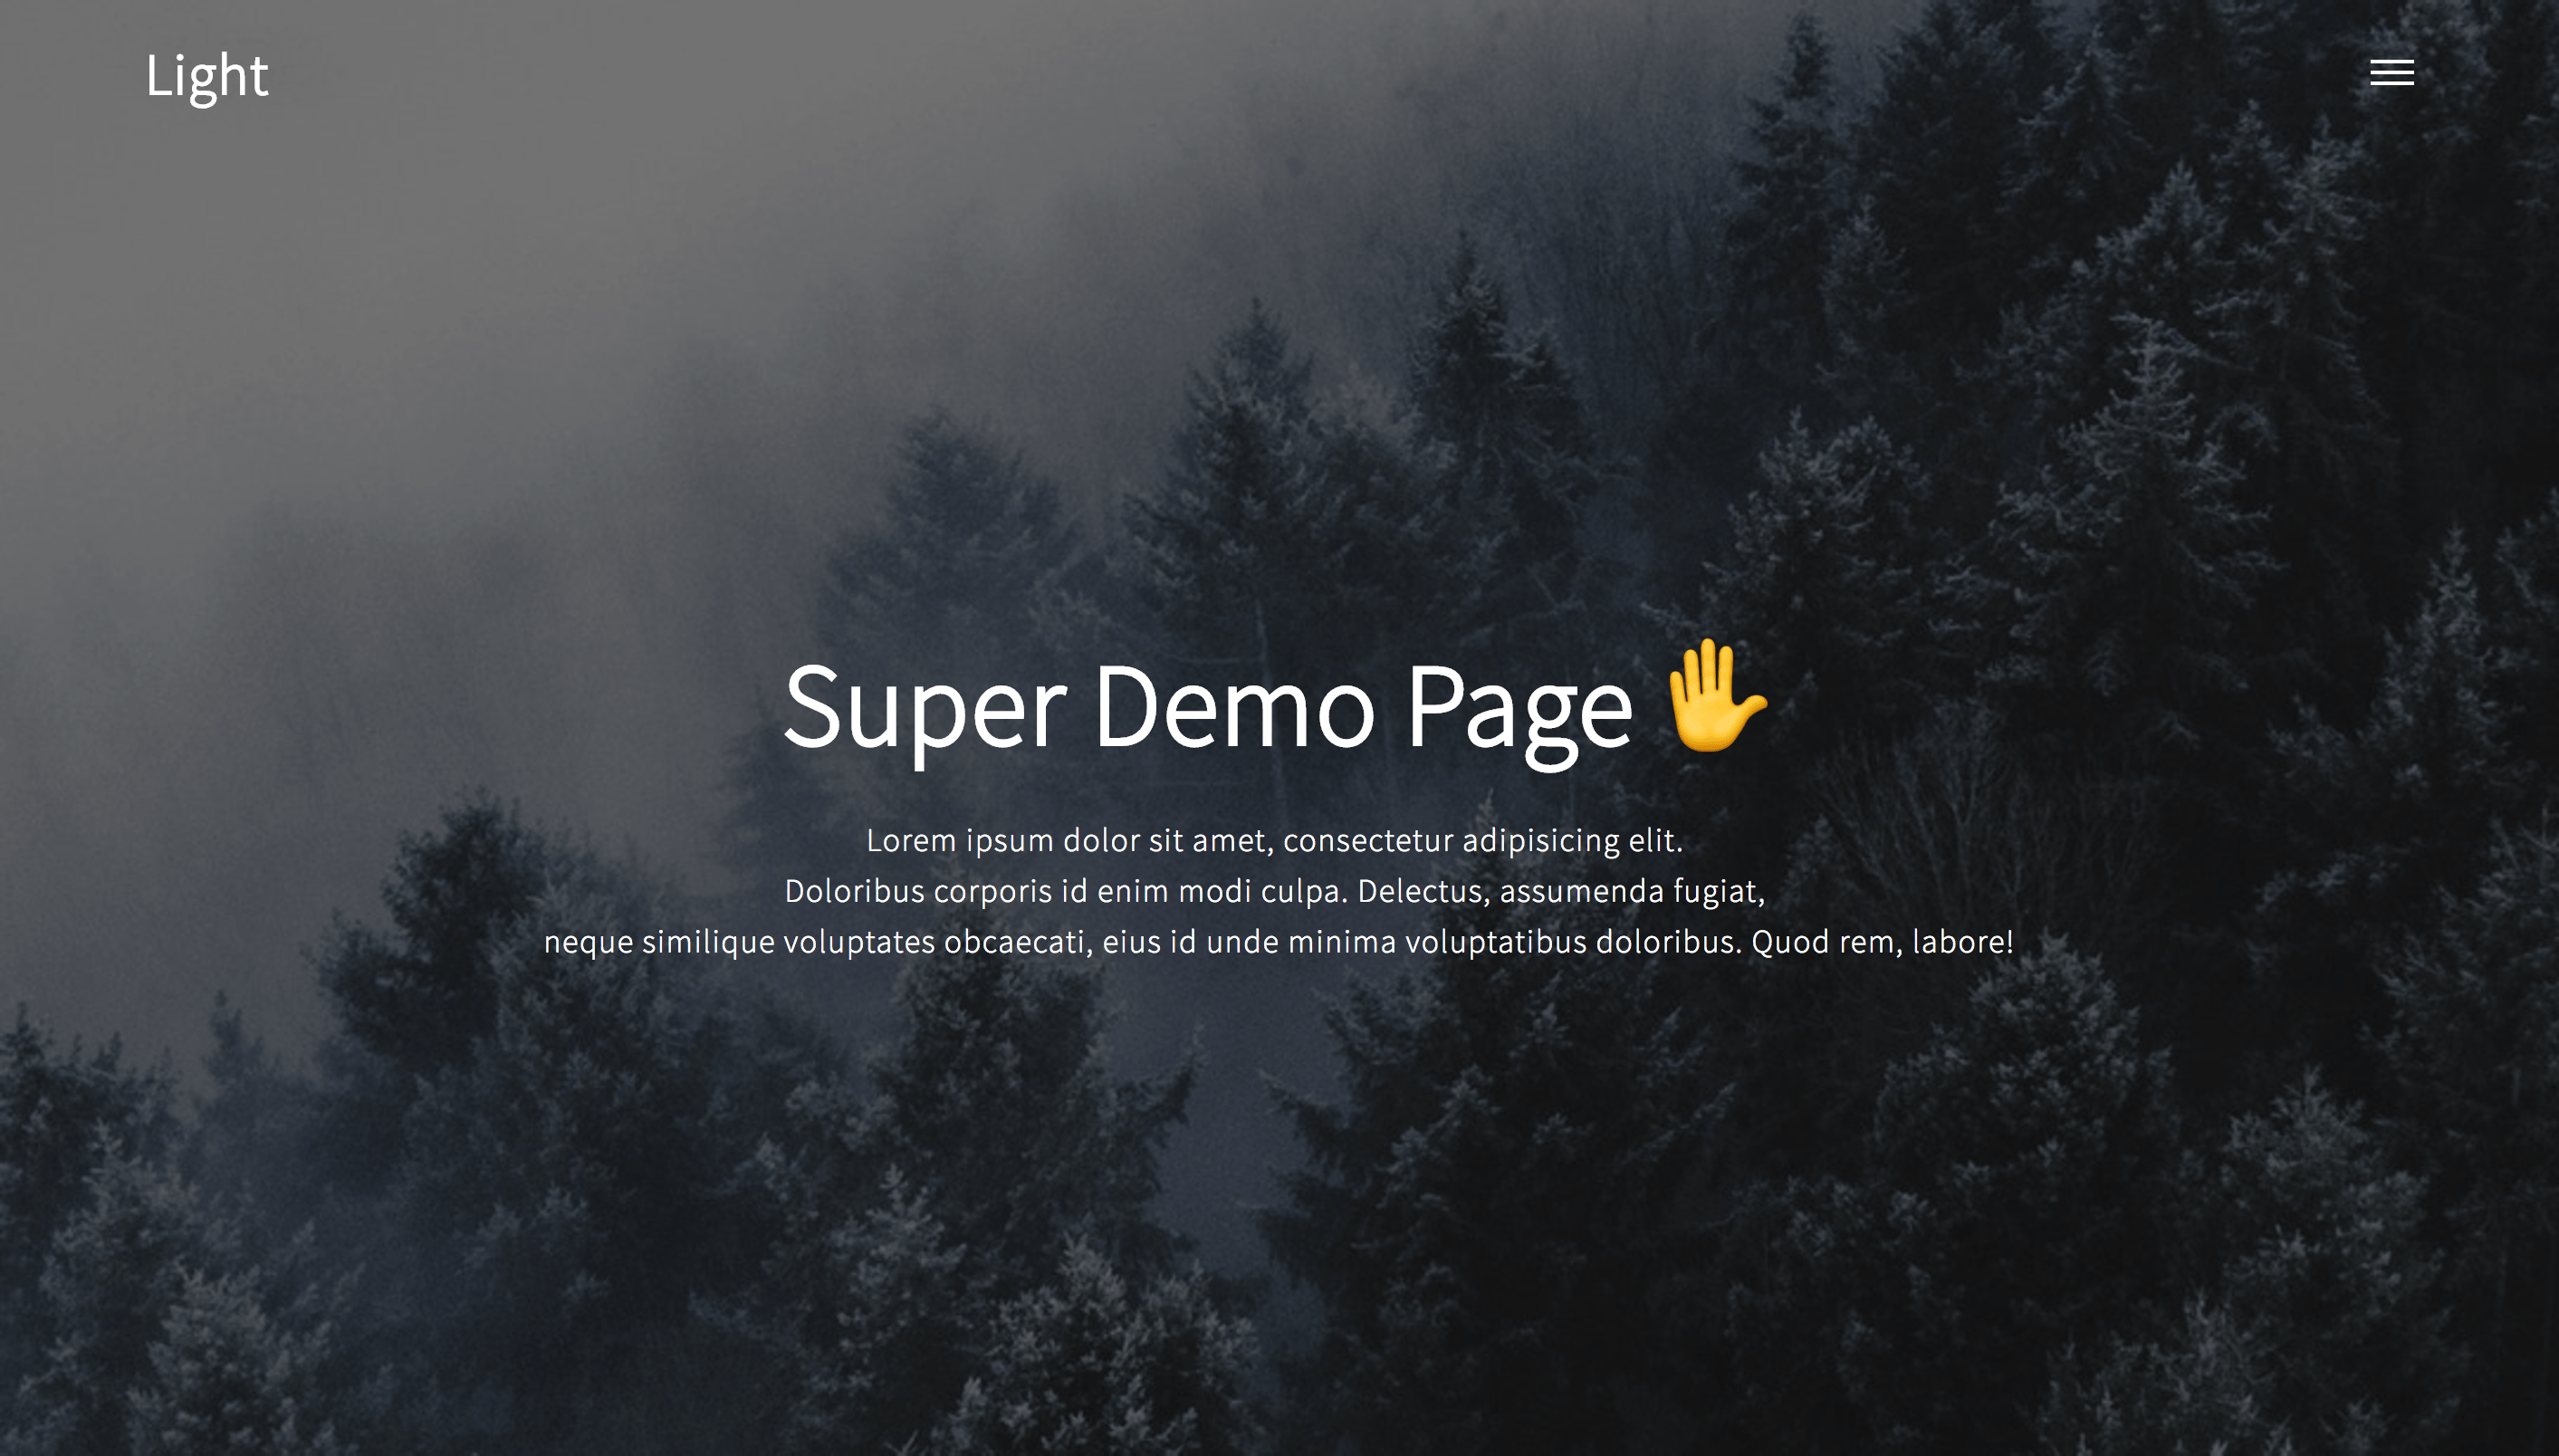 Light
Super Demo Page ✋
Lorem ipsum dolor sit amet, consectetur adipisicing elit.
Doloribus corporis id enim modi culpa. Delectus, assumenda fugiat,
neque similique voluptates obcaecati, eius id unde minima voluptatibus doloribus. Quod rem, labore!